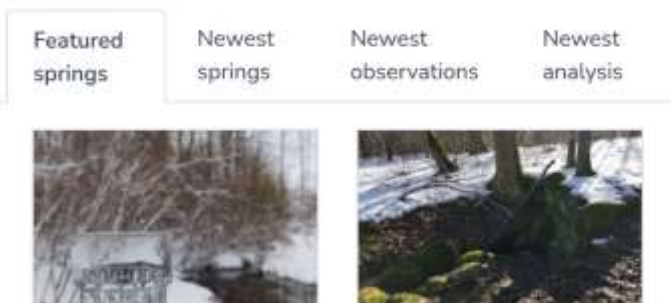 Featured
springs
Newest
springs
Newest
observations
Newest
analysis